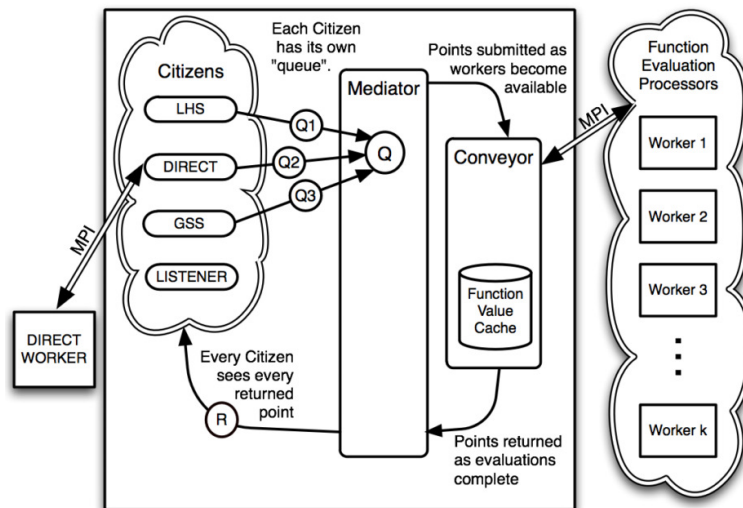 Each Citizen
has its own
"queue".
Citizens
LHS
DIRECT
GSS
LISTENER
Q1
Q2
Q3
Q
Mediator
Points submitted as
workers become
available
Conveyor
Function
Value
Cache
MPI
Function
Evaluation
Processors
Worker 1
Worker 2
Worker 3
Worker k
MPI
DIRECT
WORKER
Every Citizen
sees every
returned
point
R
Points returned
as evaluations
complete